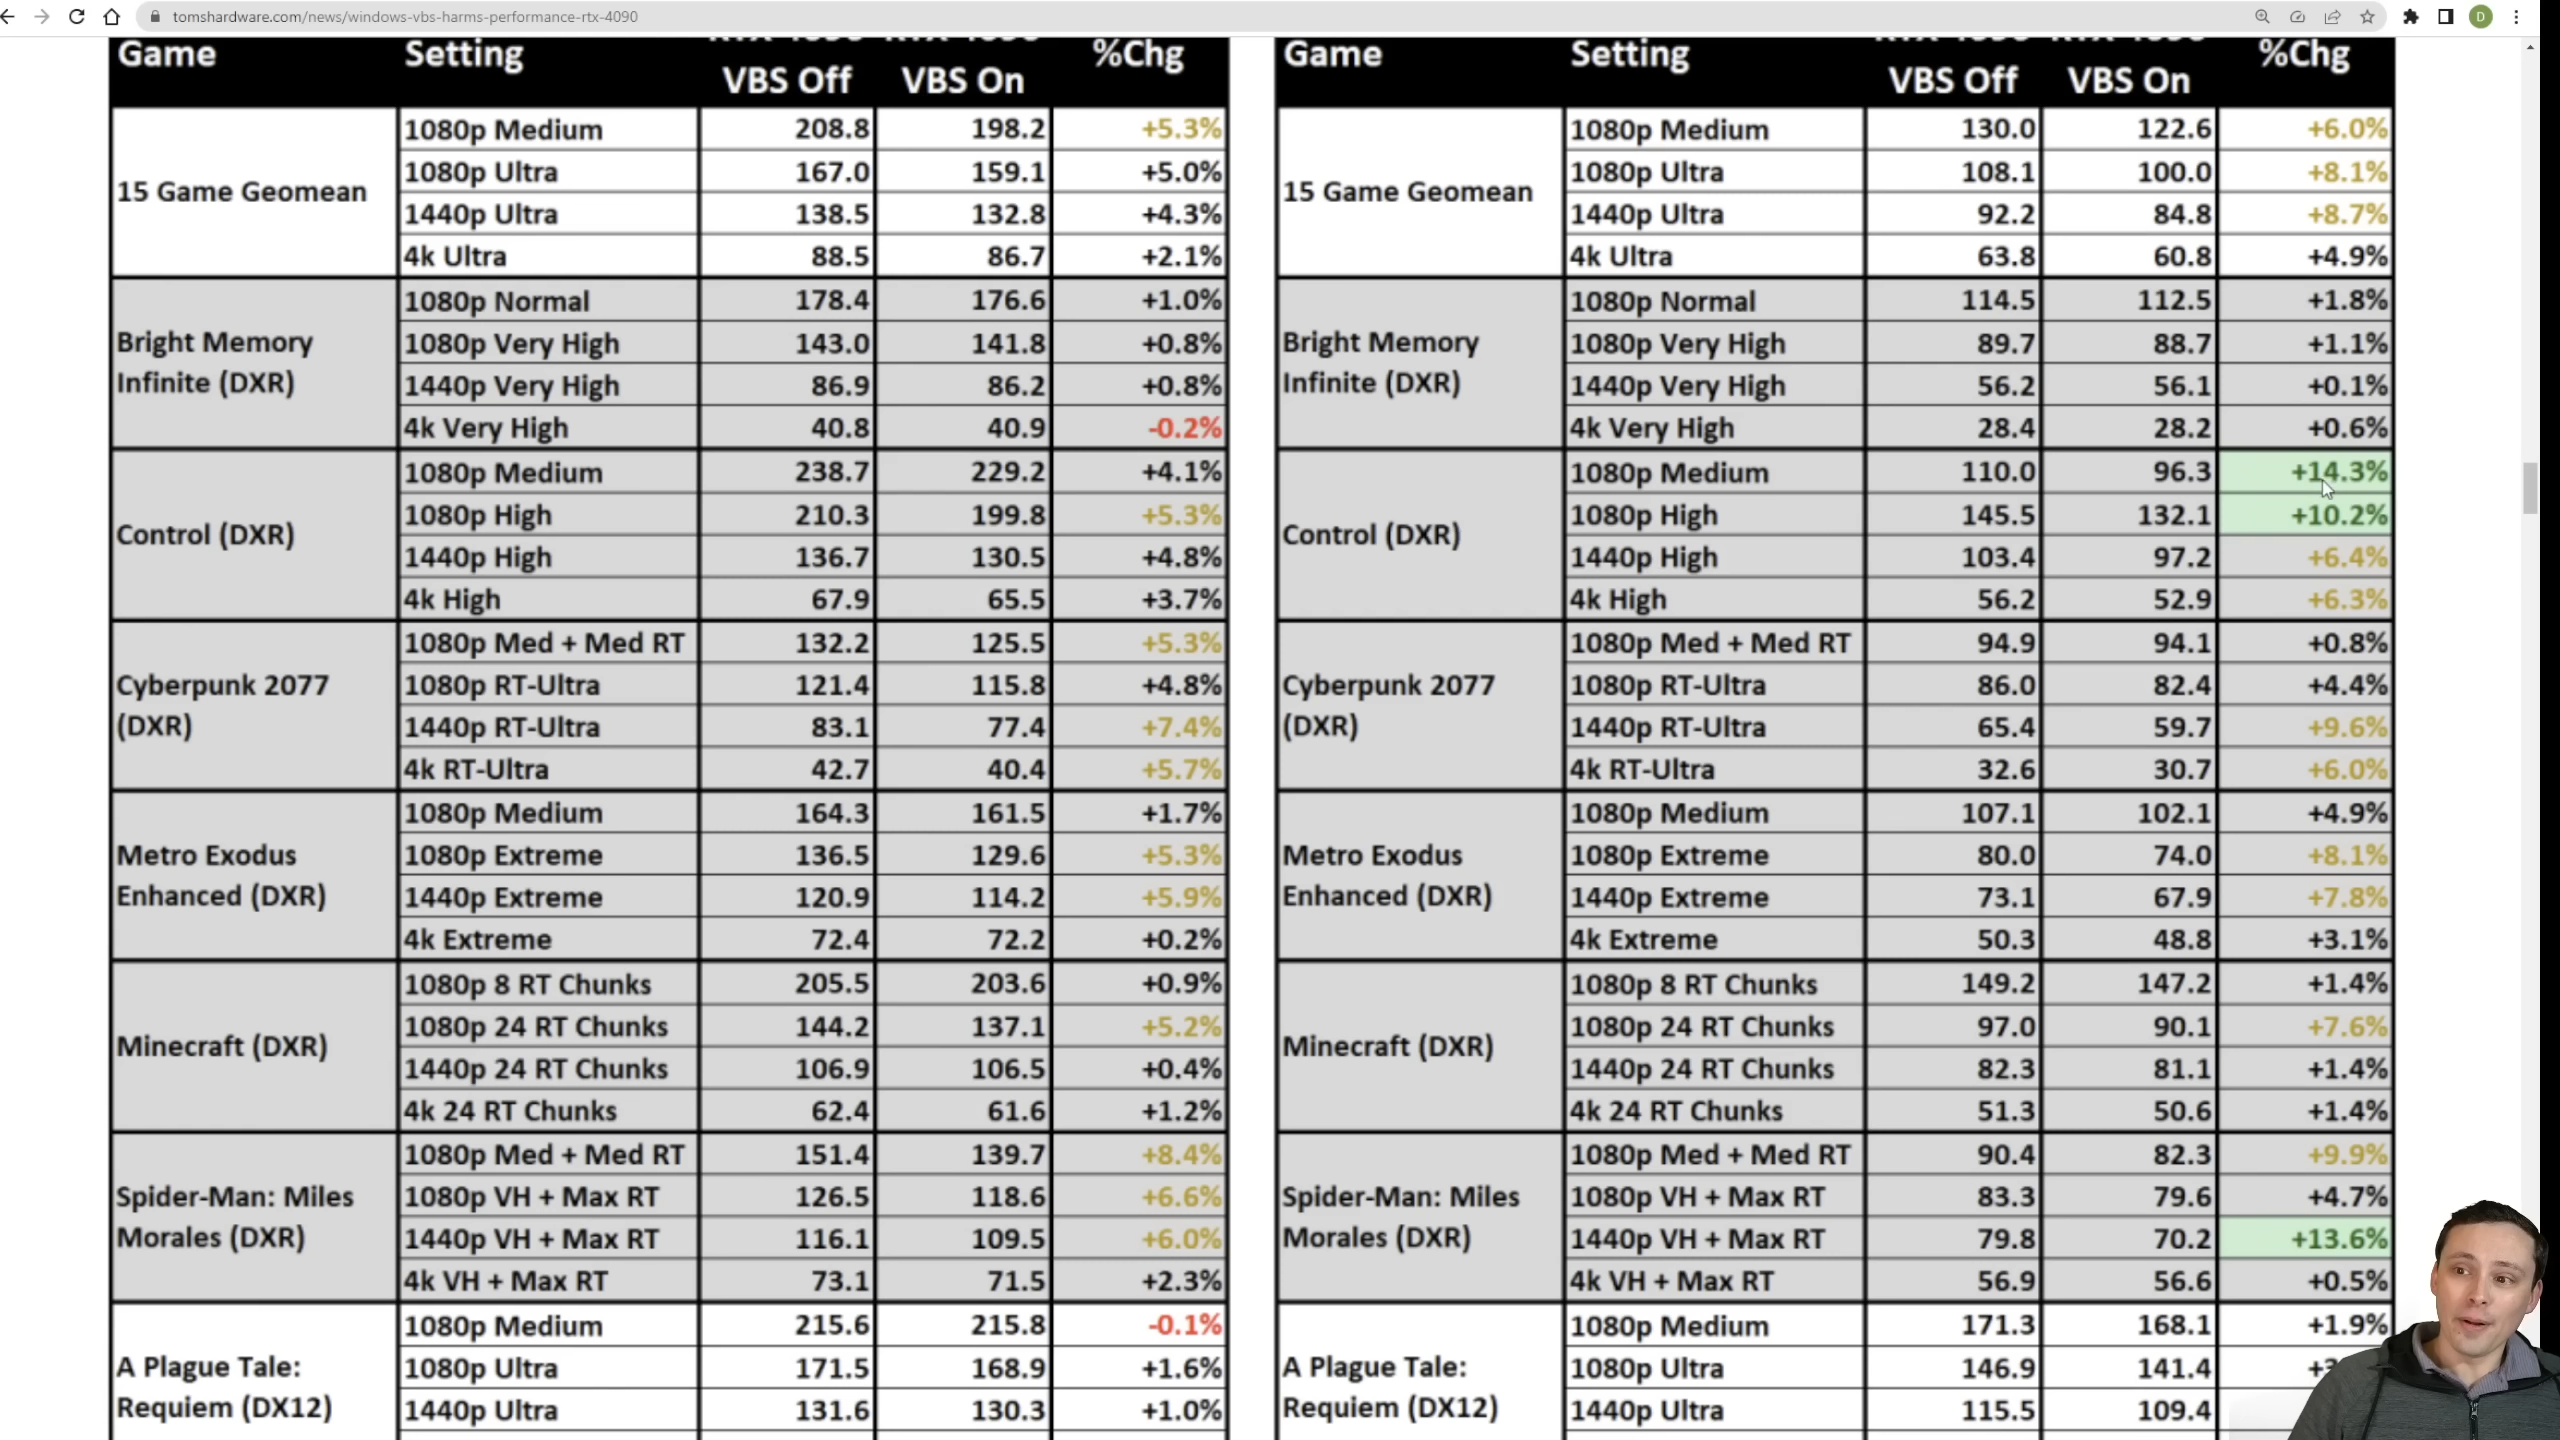 tomshardware.com/news/windows-vbs-harms-performance-rtx-4090
D
Game Setting VBS Off VBS On %Chg
15 Game Geomean
1080p Medium 208.8 198.2 +5.3%
1080p Ultra 167.0 159.1 +5.0%
1440p Ultra 138.5 132.8 +4.3%
4k Ultra 88.5 86.7 +2.1%
Bright Memory
Infinite (DXR)
1080p Normal 178.4 176.6 +1.0%
1080p Very High 143.0 141.8 +0.8%
1440p Very High 86.9 86.2 +0.8%
4k Very High 40.8 40.9 -0.2%
Control (DXR)
1080p Medium 238.7 229.2 +4.1%
1080p High 210.3 199.8 +5.3%
1440p High 136.7 130.5 +4.8%
4k High 67.9 65.5 +3.7%
Cyberpunk 2077
(DXR)
1080p Med + Med RT 132.2 125.5 +5.3%
1080p RT-Ultra 121.4 115.8 +4.8%
1440p RT-Ultra 83.1 77.4 +7.4%
4k RT-Ultra 42.7 40.4 +5.7%
Metro Exodus
Enhanced (DXR)
1080p Medium 164.3 161.5 +1.7%
1080p Extreme 136.5 129.6 +5.3%
1440p Extreme 120.9 114.2 +5.9%
4k Extreme 72.4 72.2 +0.2%
Minecraft (DXR)
1080p 8 RT Chunks 205.5 203.6 +0.9%
1080p 24 RT Chunks 144.2 137.1 +5.2%
1440p 24 RT Chunks 106.9 106.5 +0.4%
4k 24 RT Chunks 62.4 61.6 +1.2%
Spider-Man: Miles
Morales (DXR)
1080p Med + Med RT 151.4 139.7 +8.4%
1080p VH + Max RT 126.5 118.6 +6.6%
1440p VH + Max RT 116.1 109.5 +6.0%
4k VH + Max RT 73.1 71.5 +2.3%
A Plague Tale:
Requiem (DX12)
1080p Medium 215.6 215.8 -0.1%
1080p Ultra 171.5 168.9 +1.6%
1440p Ultra 131.6 130.3 +1.0%
Game Setting VBS Off VBS On %Chg
15 Game Geomean
1080p Medium 130.0 122.6 +6.0%
1080p Ultra 108.1 100.0 +8.1%
1440p Ultra 92.2 84.8 +8.7%
4k Ultra 63.8 60.8 +4.9%
Bright Memory
Infinite (DXR)
1080p Normal 114.5 112.5 +1.8%
1080p Very High 89.7 88.7 +1.1%
1440p Very High 56.2 56.1 +0.1%
4k Very High 28.4 28.2 +0.6%
Control (DXR)
1080p Medium 110.0 96.3 +14.3%
1080p High 145.5 132.1 +10.2%
1440p High 103.4 97.2 +6.4%
4k High 56.2 52.9 +6.3%
Cyberpunk 2077
(DXR)
1080p Med + Med RT 94.9 94.1 +0.8%
1080p RT-Ultra 86.0 82.4 +4.4%
1440p RT-Ultra 65.4 59.7 +9.6%
4k RT-Ultra 32.6 30.7 +6.0%
Metro Exodus
Enhanced (DXR)
1080p Medium 107.1 102.1 +4.9%
1080p Extreme 80.0 74.0 +8.1%
1440p Extreme 73.1 67.9 +7.8%
4k Extreme 50.3 48.8 +3.1%
Minecraft (DXR)
1080p 8 RT Chunks 149.2 147.2 +1.4%
1080p 24 RT Chunks 97.0 90.1 +7.6%
1440p 24 RT Chunks 82.3 81.1 +1.4%
4k 24 RT Chunks 51.3 50.6 +1.4%
Spider-Man: Miles
Morales (DXR)
1080p Med + Med RT 90.4 82.3 +9.9%
1080p VH + Max RT 83.3 79.6 +4.7%
1440p VH + Max RT 79.8 70.2 +13.6%
4k VH + Max RT 56.9 56.6 +0.5%
A Plague Tale:
Requiem (DX12)
1080p Medium 171.3 168.1 +1.9%
1080p Ultra 146.9 141.4
1440p Ultra 115.5 109.4